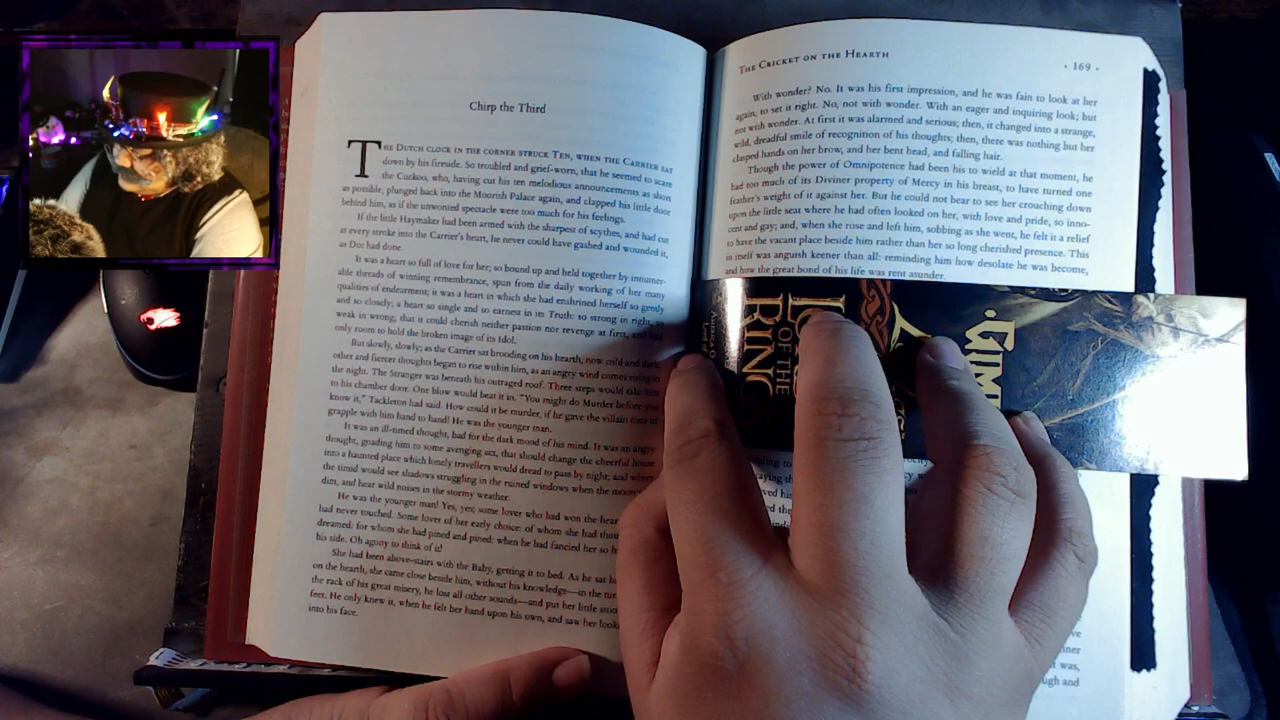 Chirp the Third
THE DUTCH CLOCK IN THE CORNER STRUCK TEN, WHEN THE CARRIER SAT
down by his fireside. So troubled and grief-worn, that he seemed to scare
the Cuckoo, who, having cut his ten melodious announcements as short
as possible, plunged back into the Moorish Palace again, and clapped his little door
behind him, as if the unwonted spectacle were too much for his feelings.
If the little Haymaker had been armed with the sharpest of scythes, and had cut
at every stroke into the Carrier's heart, he never could have gashed and wounded it,
as Dot had done.
It was a heart so full of love for her; so bound up and held together by innumer-
able threads of winning remembrance, spun from the daily working of her many
qualities of endearment; it was a heart in which she had enshrined herself so gently
and so closely; a heart so single and so earnest in its Truth: so strong in right, so
weak in wrong; that it could cherish neither passion nor revenge at first, and had
only room to hold the broken image of its Idol.
But slowly, slowly; as the Carrier sat brooding on his hearth, now cold and dark,
other and fiercer thoughts began to rise within him, as an angry wind comes rising in
the night. The Stranger was beneath his outraged roof. Three steps would take him
to his chamber door. One blow would beat it in. "You might do Murder before you
know it," Tackleton had said. How could it be murder, if he gave the villain time to
grapple with him hand to hand! He was the younger man.
It was an ill-timed thought, bad for the dark mood of his mind. It was an angry
thought, goading him to some avenging act, that should change the cheerful house
into a haunted place which lonely travellers would dread to pass by night; and where
the timid would see shadows struggling in the ruined windows when the moon
dim, and hear wild noises in the stormy weather.
He was the younger man! Yes, yes; some lover who had won the hear
had never touched. Some lover of her early choice: of whom she had thou
dreamed: for whom she had pined and pined: when he had fancied her so h
his side. Oh agony to think of it!
She had been above-stairs with the Baby, getting it to bed. As he sat b
on the hearth, she came close beside him, without his knowledge—in the tur
the rack of his great misery, he lost all other sounds—and put her little stoo
feet. He only knew it, when he felt her hand upon his own, and saw her look
into his face.
THE CRICKET ON THE HEARTH
• 169 •
With wonder? No. It was his first impression, and he was fain to look at her
again, to set it right. No, not with wonder. With an eager and inquiring look; but
not with wonder. At first it was alarmed and serious; then, it changed into a strange,
wild, dreadful smile of recognition of his thoughts; then, there was nothing but her
clasped hands on her brow, and her bent head, and falling hair.
Though the power of Omnipotence had been his to wield at that moment, he
had too much of its Diviner property of Mercy in his breast, to have turned one
feather's weight of it against her. But he could not bear to see her crouching down
upon the little seat where he had often looked on her, with love and pride, so inno-
cent and gay; and, when she rose and left him, sobbing as she went, he felt it a relief
to have the vacant place beside him rather than her so long cherished presence. This
in itself was anguish keener than all: reminding him how desolate he was become,
and how the great bond of his life was rent asunder.
OF THE
RING
GIM
it was,
ugh and